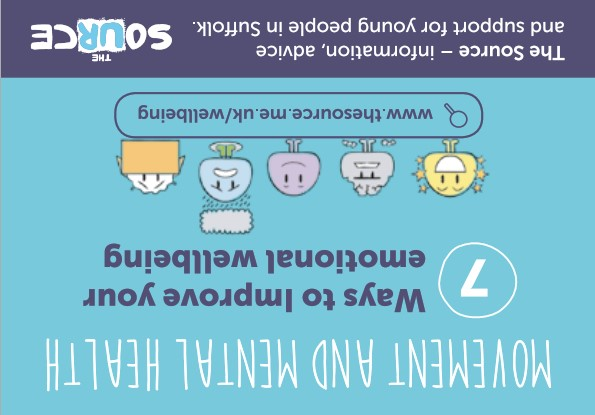 MOVEMENT AND MENTAL HEALTH
7
Ways to Improve your
emotional wellbeing
www.thesource.me.uk/wellbeing
The Source – information, advice
and support for young people in Suffolk.
THE
SOURCE